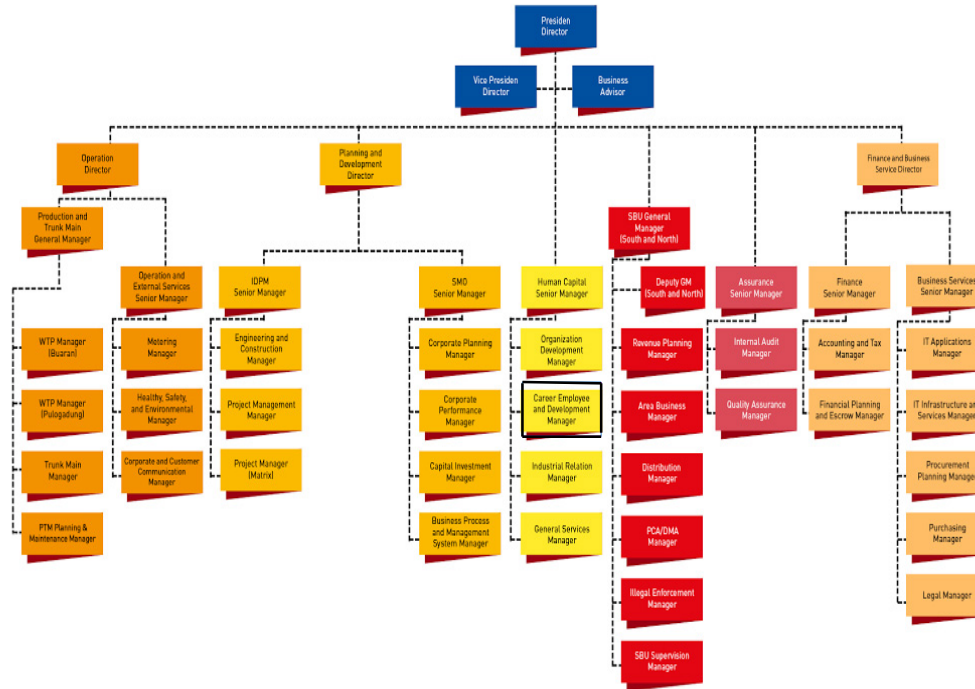 Presiden
Director
Vice Presiden
Director
Business
Advisor
Operation
Director
Planning and
Development
Director
Finance and Business
Service Director
Production and
Trunk Main
General Manager
SBU General
Manager
(South and North)
Operation and
External Services
Senior Manager
IDPM
Senior Manager
SMO
Senior Manager
Human Capital
Senior Manager
Deputy GM
(South and North)
Assurance
Senior Manager
Finance
Senior Manager
Business Services
Senior Manager
WTP Manager
(Buaran)
Metering
Manager
Engineering and
Construction
Manager
Corporate Planning
Manager
Organization
Development
Manager
Revenue Planning
Manager
Internal Audit
Manager
Accounting and Tax
Manager
IT Applications
Manager
WTP Manager
(Pulogadung)
Healthy, Safety,
and Environmental
Manager
Project Management
Manager
Corporate
Performance
Manager
Career Employee
and Development
Manager
Area Business
Manager
Quality Assurance
Manager
Financial Planning
and Escrow Manager
IT Infrastructure and
Services Manager
Trunk Main
Manager
Corporate and Customer
Communication
Manager
Project Manager
(Matrix)
Capital Investment
Manager
Industrial Relation
Manager
Distribution
Manager
Procurement
Planning Manager
PTM Planning &
Maintenance Manager
Business Process
and Management
System Manager
General Services
Manager
PCA/DMA
Manager
Purchasing
Manager
Illegal Enforcement
Manager
Legal Manager
SBU Supervision
Manager